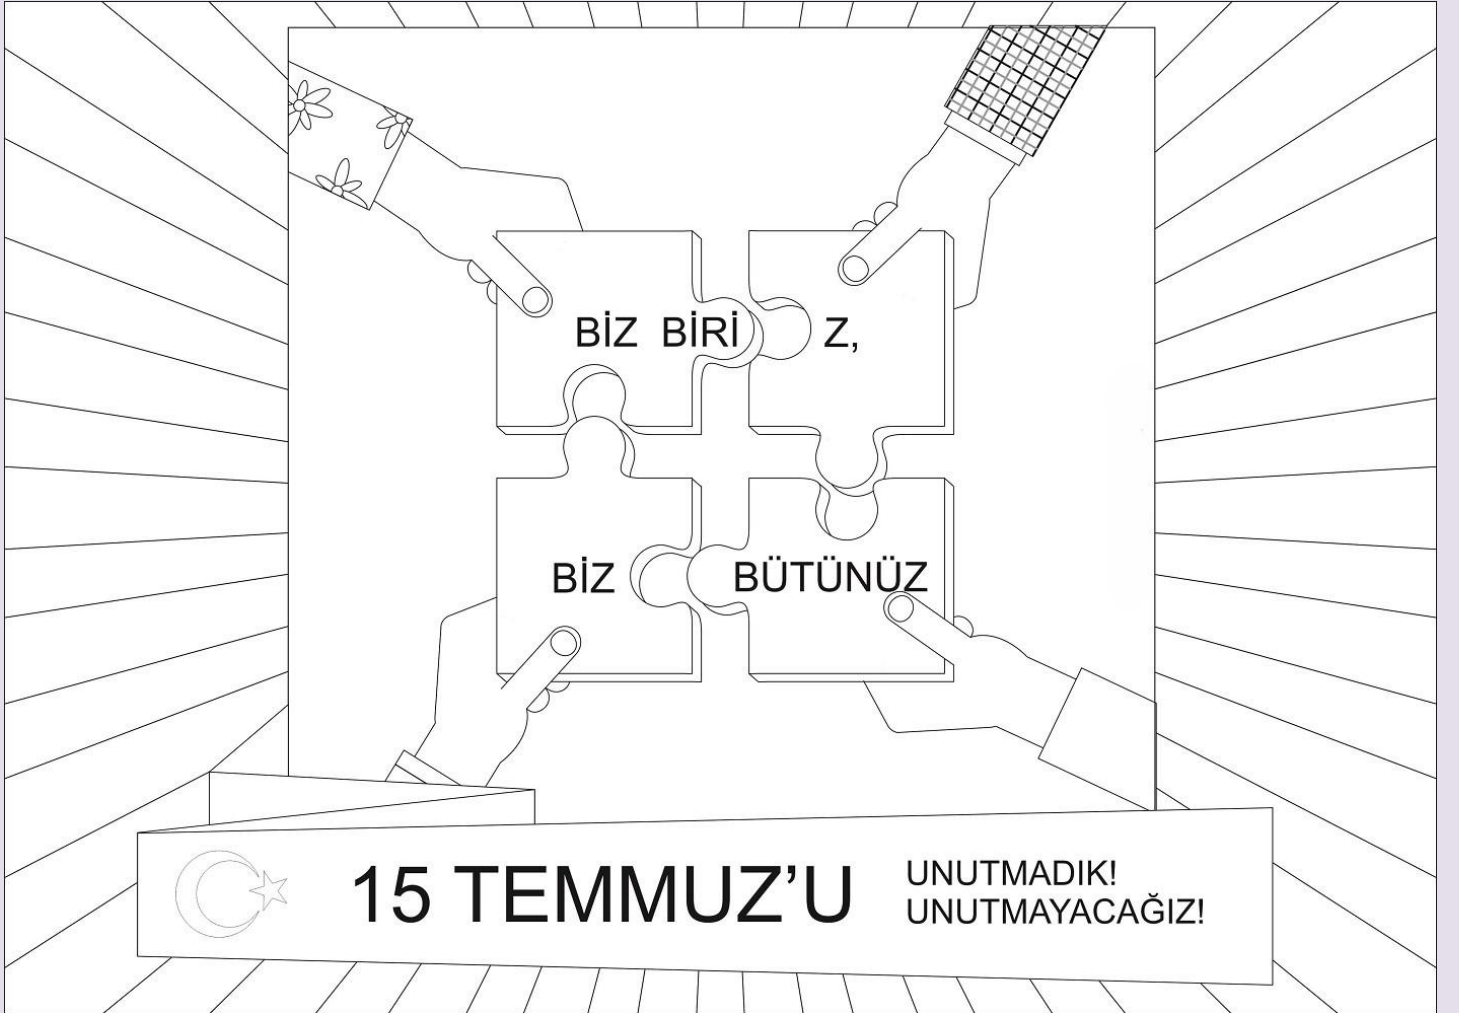 BİZ BİRİ Z,
BİZ BÜTÜNÜZ
15 TEMMUZ'U
UNUTMADIK!
UNUTMAYACAĞIZ!